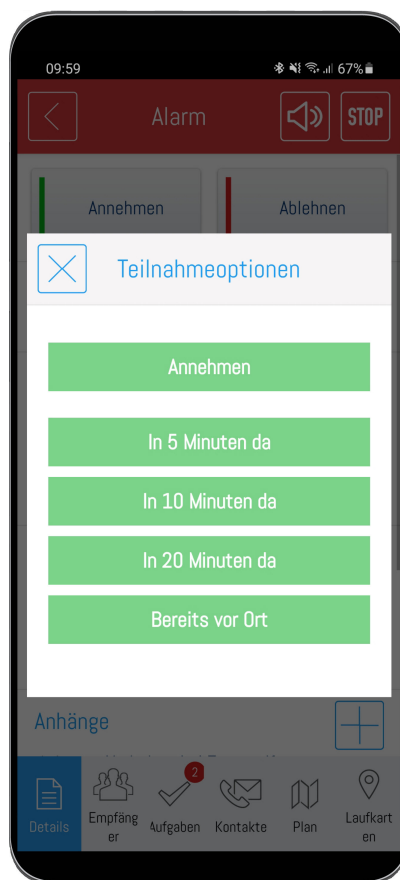 09:59
67%
Alarm
STOP
Annehmen
Ablehnen
Teilnahmeoptionen
Annehmen
In 5 Minuten da
In 10 Minuten da
In 20 Minuten da
Bereits vor Ort
Anhänge
2
Details
Empfäng
er
Aufgaben
Kontakte
Plan
Laufkart
en